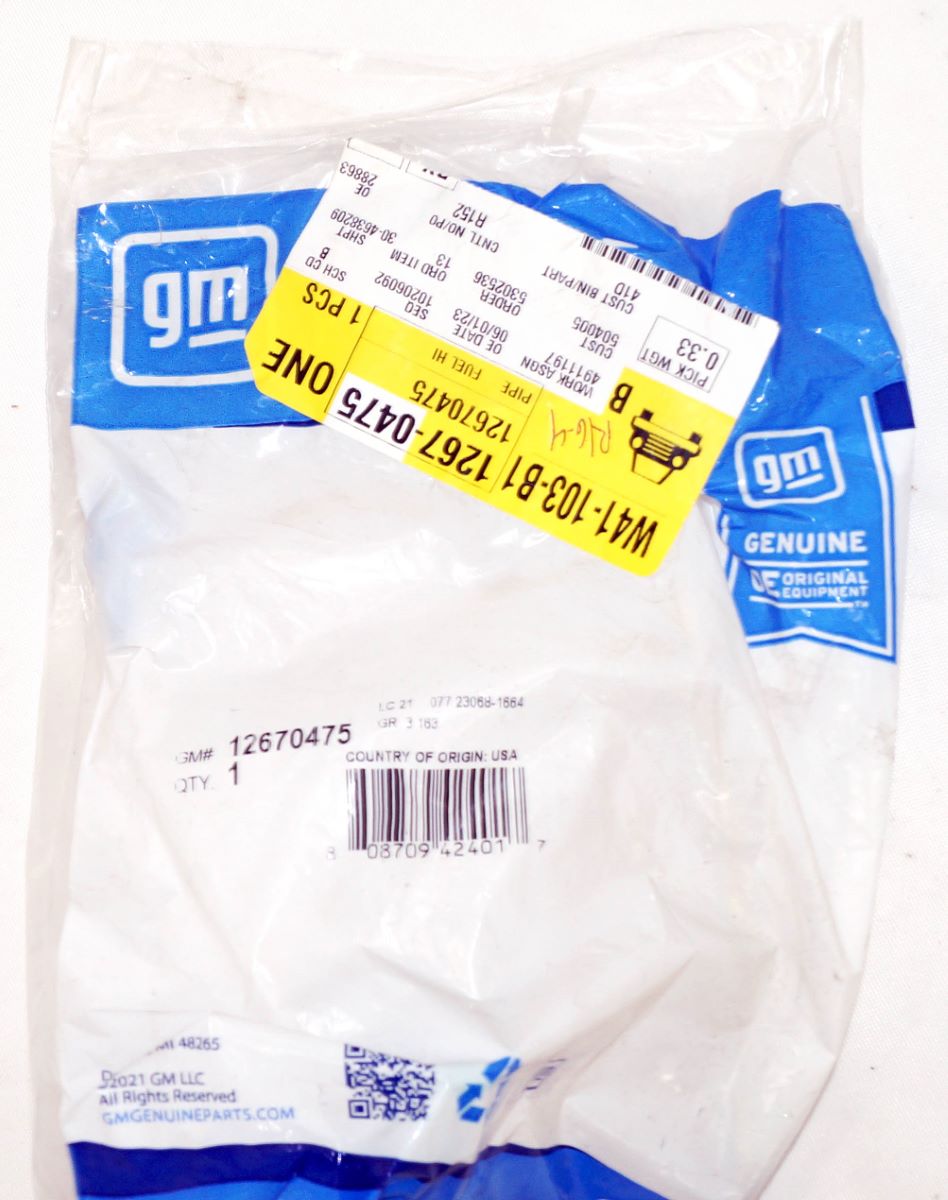 gm
W41-103-B1 1267-0475 ONE
12670475 1 PCS
PIPE FUEL HI
B
WORK ASGN
4911197
OE DATE
06/01/23
SEQ
10206092
SCH CD
B
PICK WGT
0.33
CUST
504005
ORDER
5302536
ORD ITEM
13
SHPT
30-4638209
OE
28863
CUST BIN/PART
41D
CNTL NO/PO
R152
gm
GENUINE
OE ORIGINAL
EQUIPMENT
TM
LC 21 077 23068-1664
GR 3 163
GM# 12670475
QTY. 1
COUNTRY OF ORIGIN: USA
8 08709 42401 7
MI 48265
©2021 GM LLC
All Rights Reserved
GMGENUINEPARTS.COM